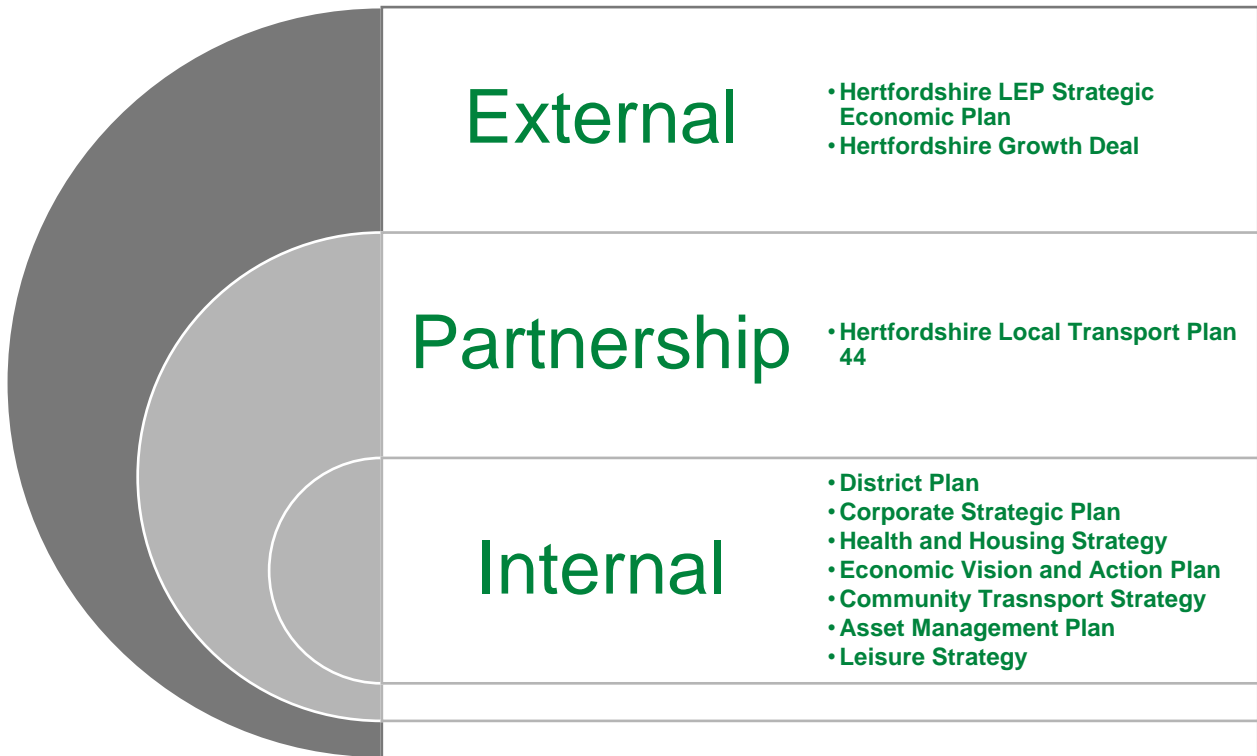 External
• Hertfordshire LEP Strategic
Economic Plan
• Hertfordshire Growth Deal
Partnership
• Hertfordshire Local Transport Plan
44
Internal
• District Plan
• Corporate Strategic Plan
• Health and Housing Strategy
• Economic Vision and Action Plan
• Community Trasnsport Strategy
• Asset Management Plan
• Leisure Strategy